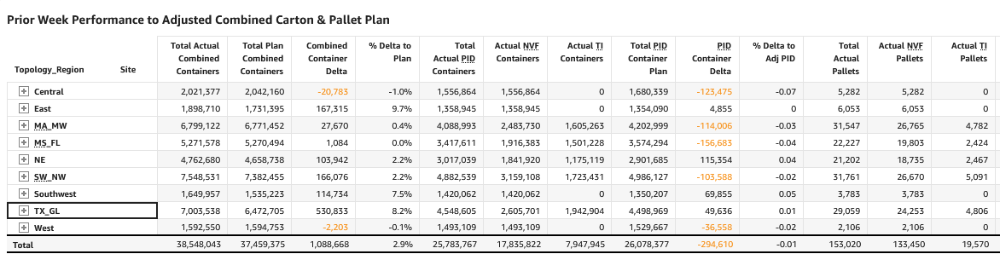 Prior Week Performance to Adjusted Combined Carton & Pallet Plan
Topology_Region Site Total Actual Combined Containers Total Plan Combined Containers Combined Container Delta % Delta to Plan Total Actual PID Containers Actual NVF Containers Actual TI Containers Total PID Container Plan PID Container Delta % Delta to Adj PID Total Actual Pallets Actual NVF Pallets Actual TI Pallets
Central 2,021,377 2,042,160 -20,783 -1.0% 1,556,864 1,556,864 0 1,680,339 -123,475 -0.07 5,282 5,282 0
East 1,898,710 1,731,395 167,315 9.7% 1,358,945 1,358,945 0 1,354,090 4,855 0 6,053 6,053 0
MA_MW 6,799,122 6,771,452 27,670 0.4% 4,088,993 2,483,730 1,605,263 4,202,999 -114,006 -0.03 31,547 26,765 4,782
MS_FL 5,271,578 5,270,494 1,084 0.0% 3,417,611 1,916,383 1,501,228 3,574,294 -156,683 -0.04 22,227 19,803 2,424
NE 4,762,680 4,658,738 103,942 2.2% 3,017,039 1,841,920 1,175,119 2,901,685 115,354 0.04 21,202 18,735 2,467
SW_NW 7,548,531 7,382,455 166,076 2.2% 4,882,539 3,159,108 1,723,431 4,986,127 -103,588 -0.02 31,761 26,670 5,091
Southwest 1,649,957 1,535,223 114,734 7.5% 1,420,062 1,420,062 0 1,350,207 69,855 0.05 3,783 3,783 0
TX_GL 7,003,538 6,472,705 530,833 8.2% 4,548,605 2,605,701 1,942,904 4,498,969 49,636 0.01 29,059 24,253 4,806
West 1,592,550 1,594,753 -2,203 -0.1% 1,493,109 1,493,109 0 1,529,667 -36,558 -0.02 2,106 2,106 0
Total 38,548,043 37,459,375 1,088,668 2.9% 25,783,767 17,835,822 7,947,945 26,078,377 -294,610 -0.01 153,020 133,450 19,570